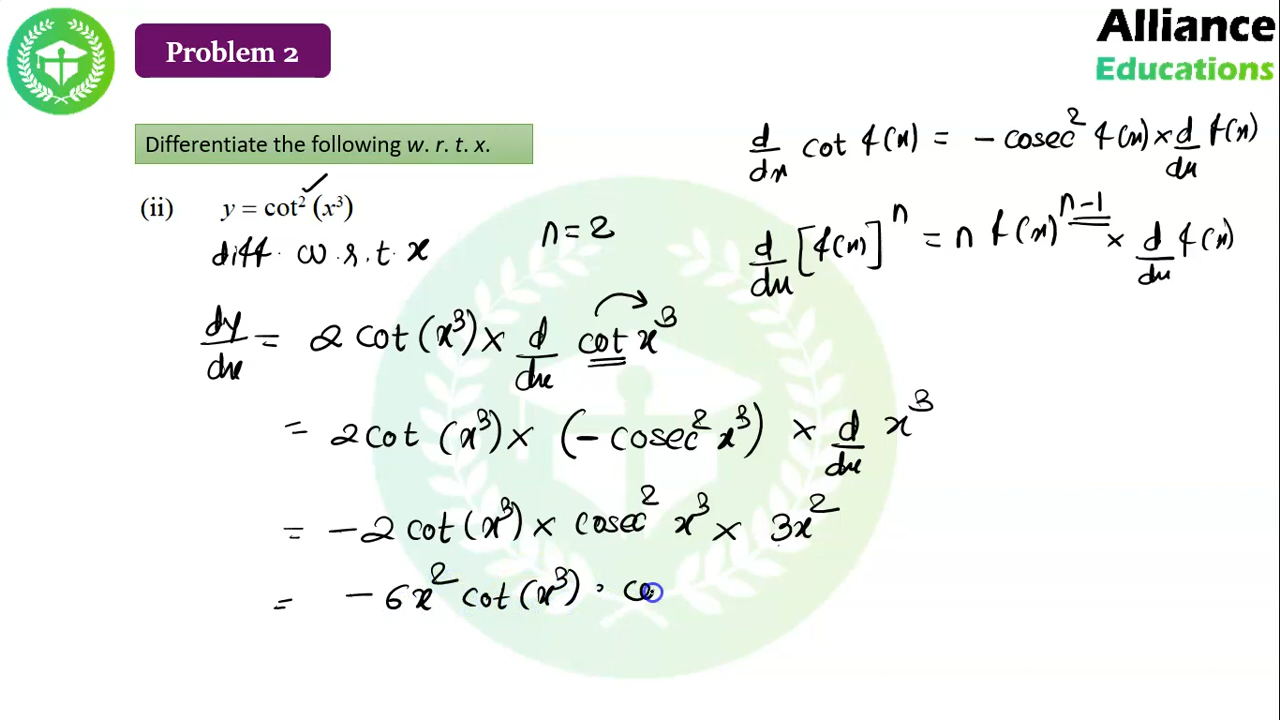 Problem 2
Alliance
Educations
Differentiate the following w. r. t. x.
d/dx cot f(x) = - cosec² f(x) × d/dx f(x)
(ii) y = cot² (x³)
n = 2
d/dx [f(x)]ⁿ = n f(x)ⁿ⁻¹ × d/dx f(x)
diff. w.r.t. x
dy/dx = 2 cot (x³) × d/dx cot x³
= 2 cot (x³) × (- cosec² x³) × d/dx x³
= - 2 cot (x³) × cosec² x³ × 3x²
= - 6x² cot (x³) . co